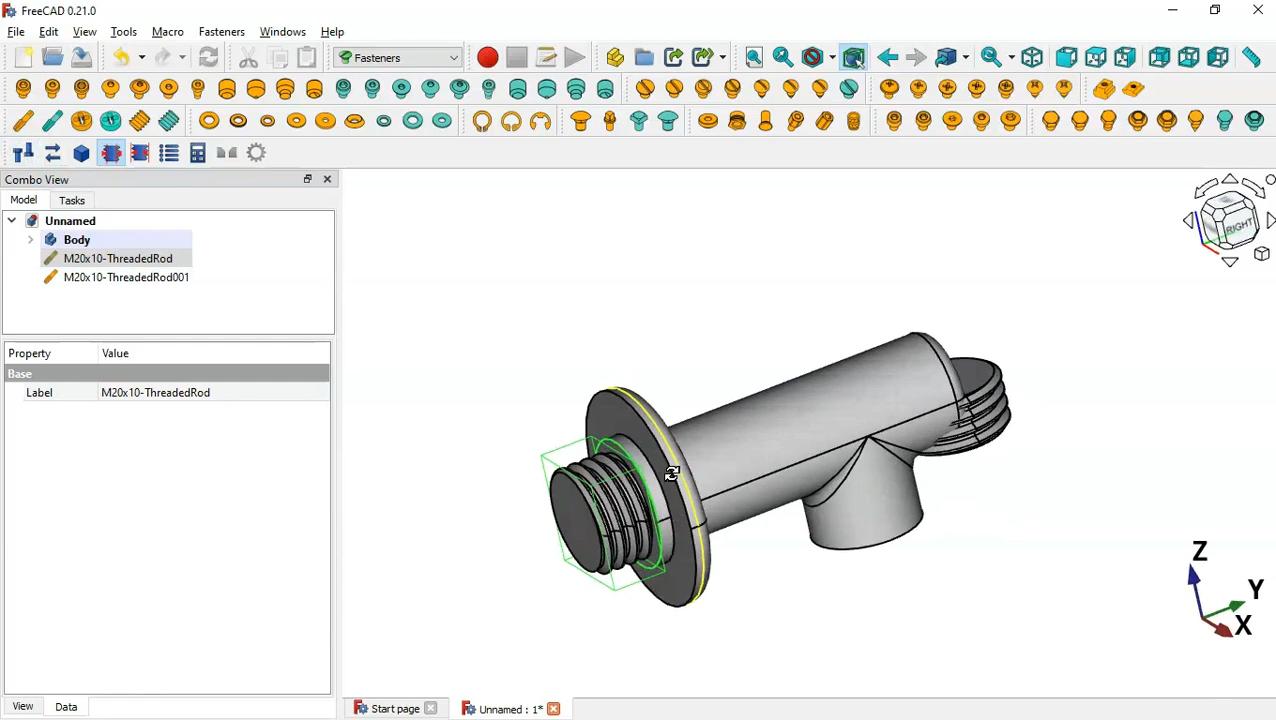 FreeCAD 0.21.0
File Edit View Tools Macro Fasteners Windows Help
Fasteners
Combo View
Model Tasks
Unnamed
Body
M20x10-ThreadedRod
M20x10-ThreadedRod001
Property Value
Base
Label M20x10-ThreadedRod
RIGHT
Z
Y
X
View Data
Start page Unnamed : 1*